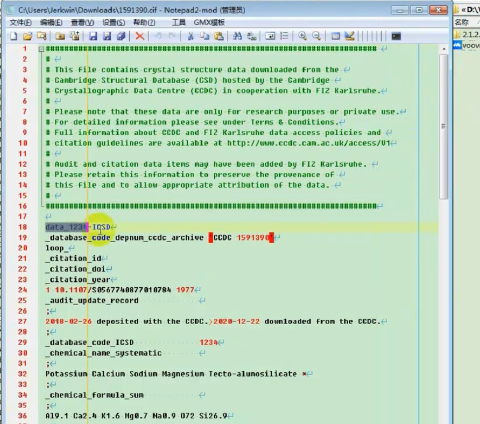 C:\Users\Jerkwin\Downloads\1591390.cif - Notepad2-mod (管理员)
文件(F) 编辑(E) 查看(V) 设置(S) 帮助(?) 工具 GMX模板
1 ################################################################
2 #
3 # This file contains crystal structure data downloaded from the
4 # Cambridge Structural Database (CSD) hosted by the Cambridge
5 # Crystallographic Data Centre (CCDC) in cooperation with FIZ Karlsruhe.
6 #
7 # Please note that these data are only for research purposes or private use.
8 # For detailed information please see under Terms & Conditions.
9 # Full information about CCDC and FIZ Karlsruhe data access policies and
10 # citation guidelines are available at http://www.ccdc.cam.ac.uk/access/V1
11 #
12 # Audit and citation data items may have been added by FIZ Karlsruhe.
13 # Please retain this information to preserve the provenance of
14 # this file and to allow appropriate attribution of the data.
15 #
16 ################################################################
17
18 data_1234-ICSD
19 _database_code_depnum_ccdc_archive 'CCDC 1591390'
20 loop_
21 _citation_id
22 _citation_doi
23 _citation_year
24 1 10.1107/S0567740877010784 1977
25 _audit_update_record
26 ;
27 2018-02-26 deposited with the CCDC. 2020-12-22 downloaded from the CCDC.
28 ;
29 _database_code_ICSD 1234
30 _chemical_name_systematic
31 ;
32 Potassium Calcium Sodium Magnesium Tecto-alumosilicate *
33 ;
34 _chemical_formula_sum
35 ;
36 Al9.1 Ca2.4 K1.6 Mg0.7 Na0.9 O72 Si26.9
« D:\
名称
2.1.2.
voov